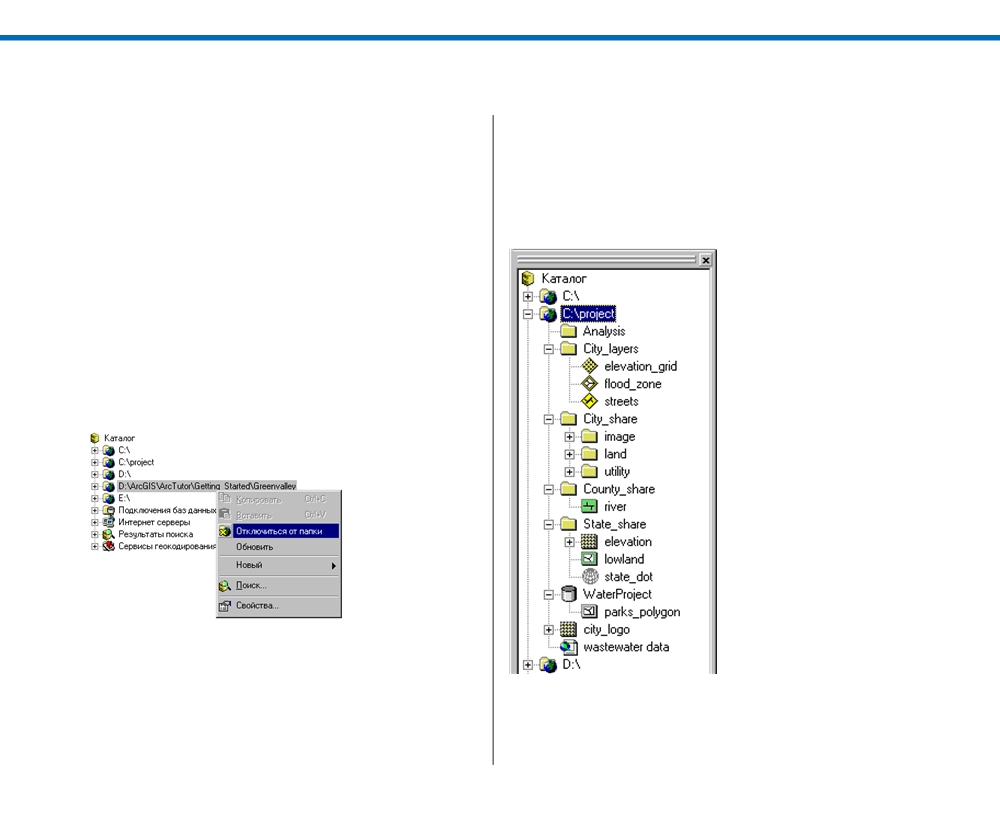 Каталог
C:\
C:\project
D:\
D:\ArcGIS\ArcTutor\Getting_Started\Greenvalley
E:\
Подключения баз данных
Интернет серверы
Результаты поиска
Сервисы геокодирования
Копировать Ctrl+C
Вставить Ctrl+V
Отключиться от папки
Обновить
Новый
Поиск...
Свойства...
Каталог
C:\
C:\project
Analysis
City_layers
elevation_grid
flood_zone
streets
City_share
image
land
utility
County_share
river
State_share
elevation
lowland
state_dot
WaterProject
parks_polygon
city_logo
wastewater data
D:\